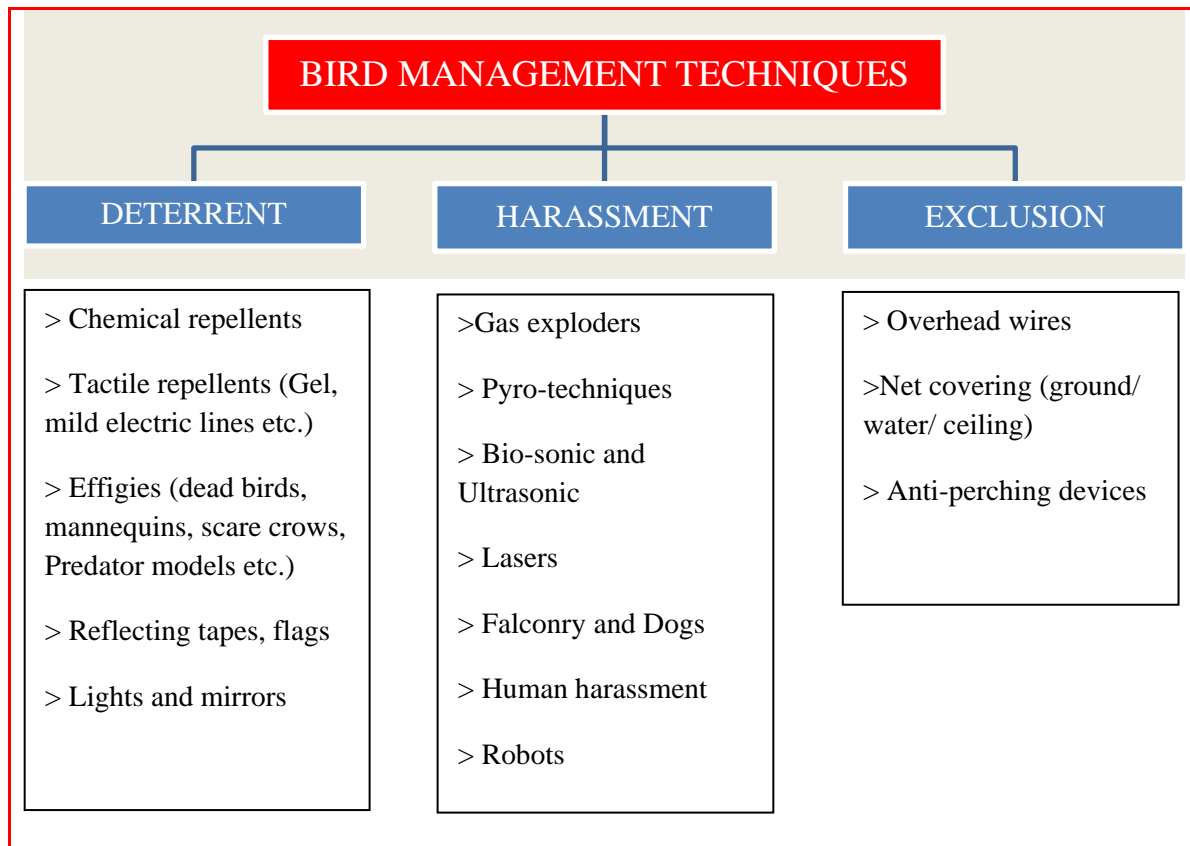 BIRD MANAGEMENT TECHNIQUES
DETERRENT
> Chemical repellents
> Tactile repellents (Gel,
mild electric lines etc.)
> Effigies (dead birds,
mannequins, scare crows,
Predator models etc.)
> Reflecting tapes, flags
> Lights and mirrors
HARASSMENT
>Gas exploders
> Pyro-techniques
> Bio-sonic and
Ultrasonic
> Lasers
> Falconry and Dogs
> Human harassment
> Robots
EXCLUSION
> Overhead wires
>Net covering (ground/
water/ ceiling)
> Anti-perching devices